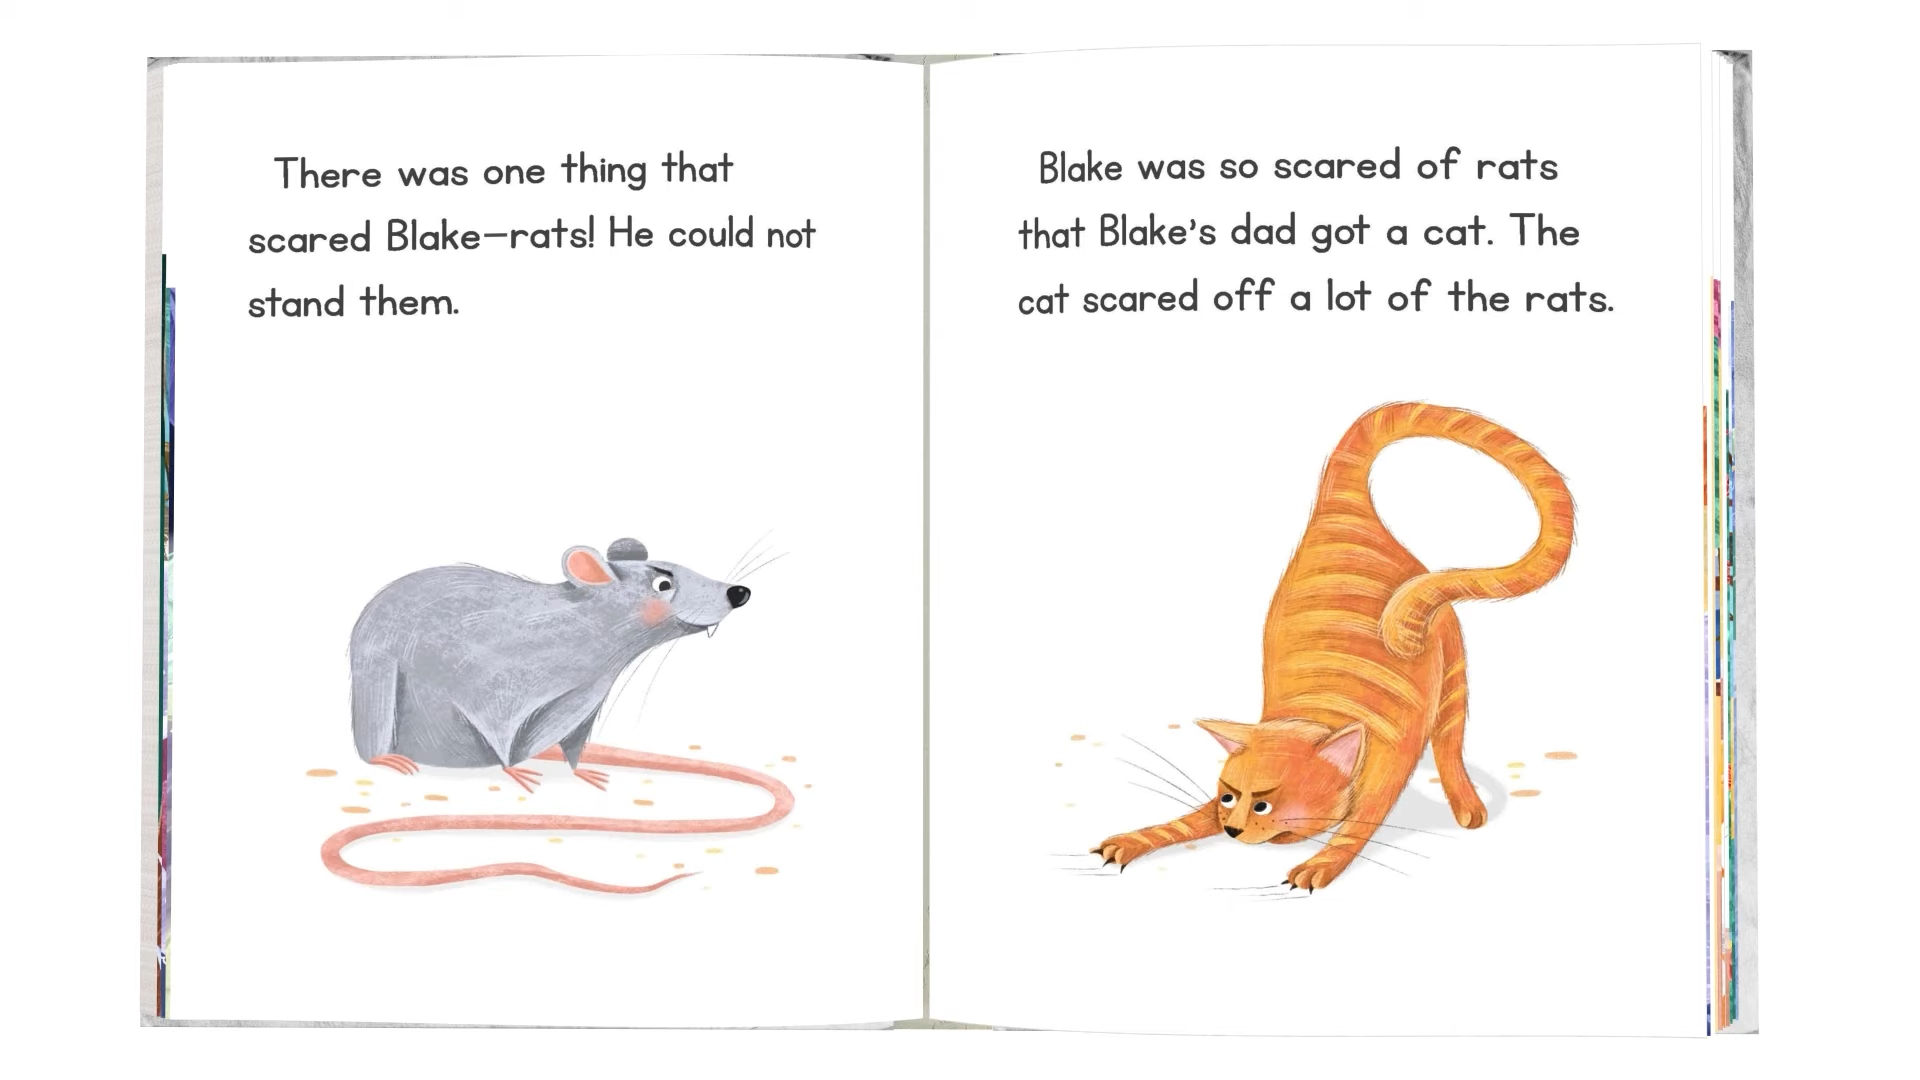 There was one thing that
scared Blake—rats! He could not
stand them.
Blake was so scared of rats
that Blake's dad got a cat. The
cat scared off a lot of the rats.